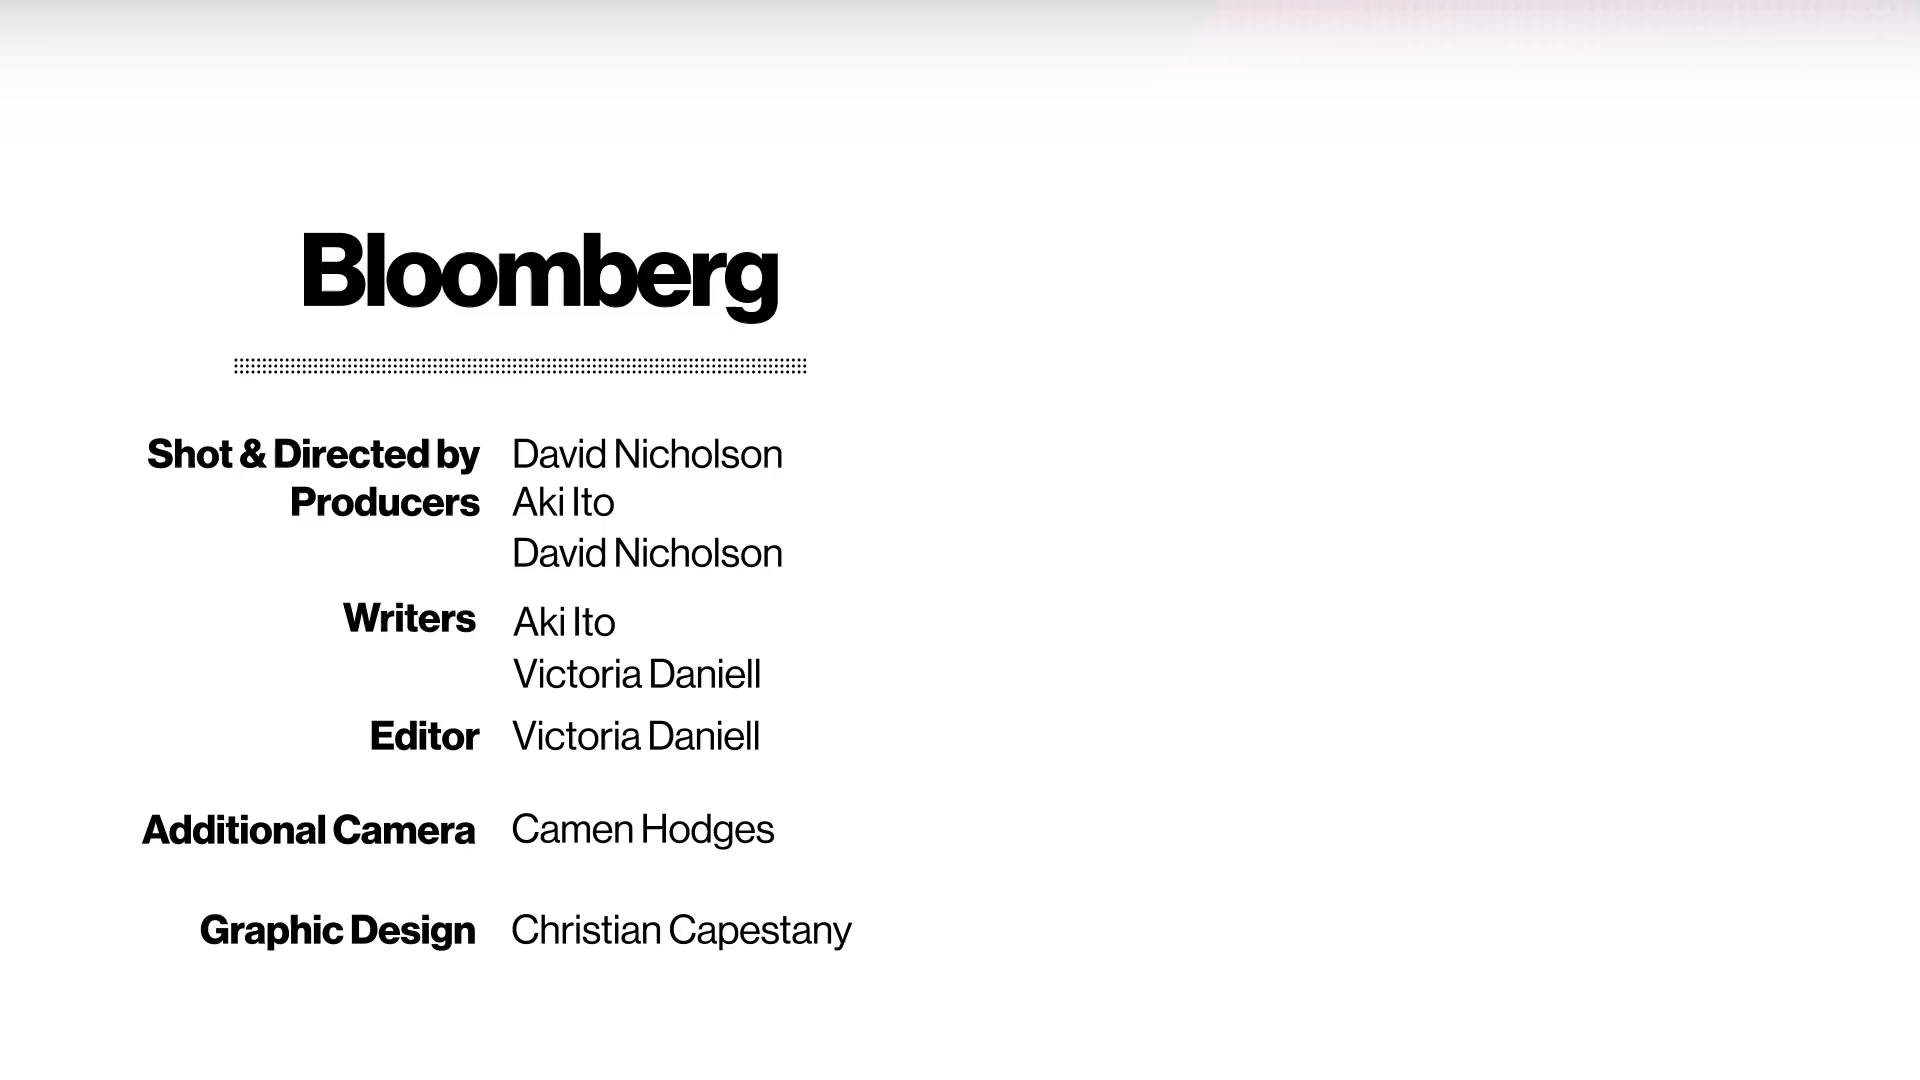 Bloomberg
Shot & Directed by David Nicholson
Producers Aki Ito
David Nicholson
Writers Aki Ito
Victoria Daniell
Editor Victoria Daniell
Additional Camera Camen Hodges
Graphic Design Christian Capestany